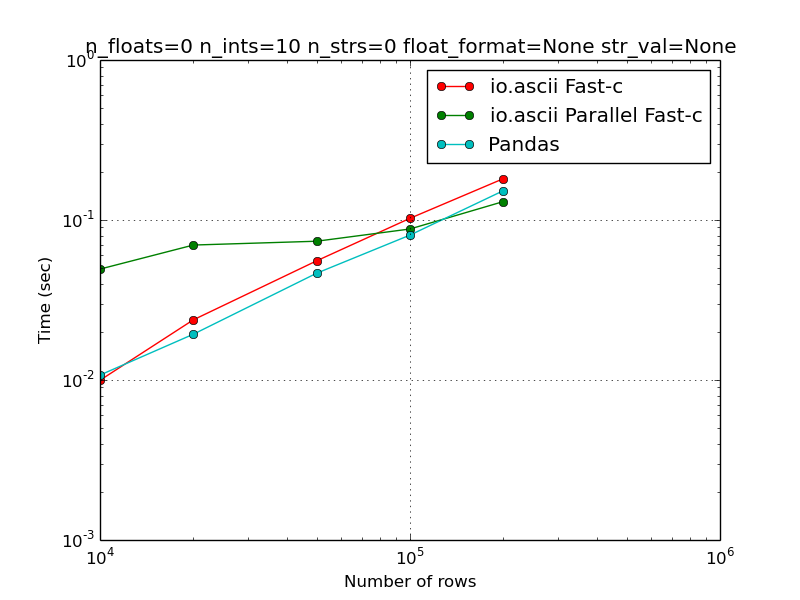 n_floats=0 n_ints=10 n_strs=0 float_format=None str_val=None
10^0
io.ascii Fast-c
io.ascii Parallel Fast-c
Pandas
10^-1
Time (sec)
10^-2
10^-3
10^4 10^5 10^6
Number of rows